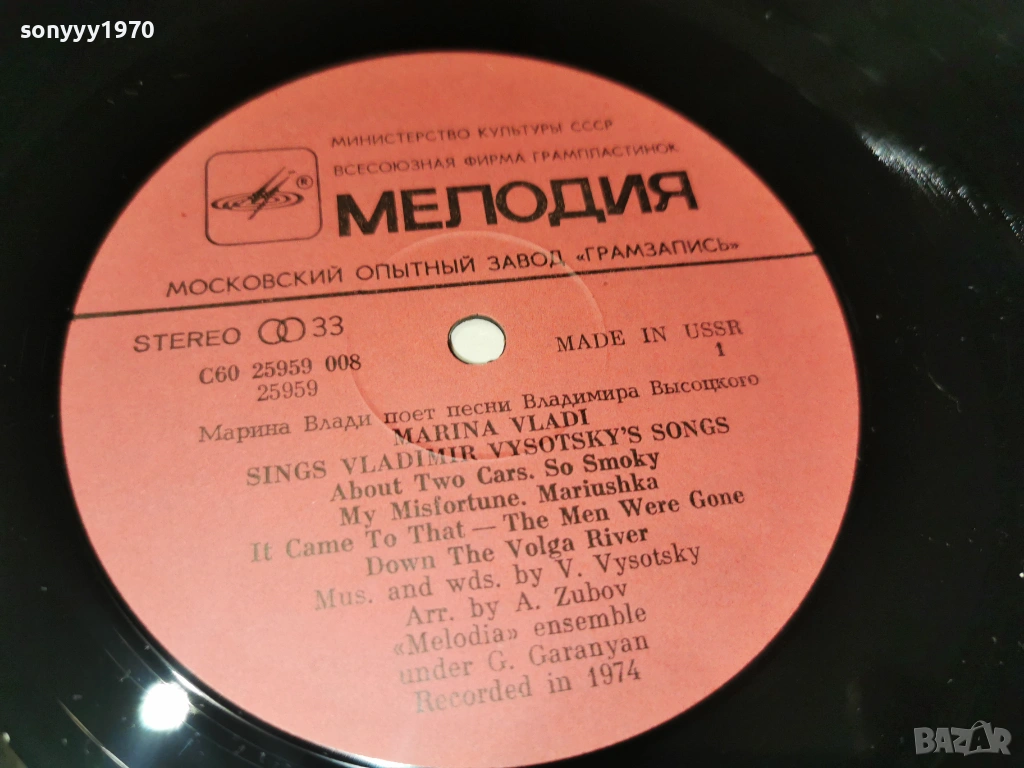 sonyyy1970
МИНИСТЕРСТВО КУЛЬТУРЫ СССР
ВСЕСОЮЗНАЯ ФИРМА ГРАМПЛАСТИНОК
®
МЕЛОДИЯ
МОСКОВСКИЙ ОПЫТНЫЙ ЗАВОД «ГРАМЗАПИСЬ»
STEREO 33
MADE IN USSR
С60 25959 008
1
25959
Марина Влади поет песни Владимира Высоцкого
MARINA VLADI
SINGS VLADIMIR VYSOTSKY'S SONGS
About Two Cars. So Smoky
My Misfortune. Mariushka
It Came To That — The Men Were Gone
Down The Volga River
Mus. and wds. by V. Vysotsky
Arr. by A. Zubov
«Melodia» ensemble
under G. Garanyan
Recorded in 1974
BAZAR